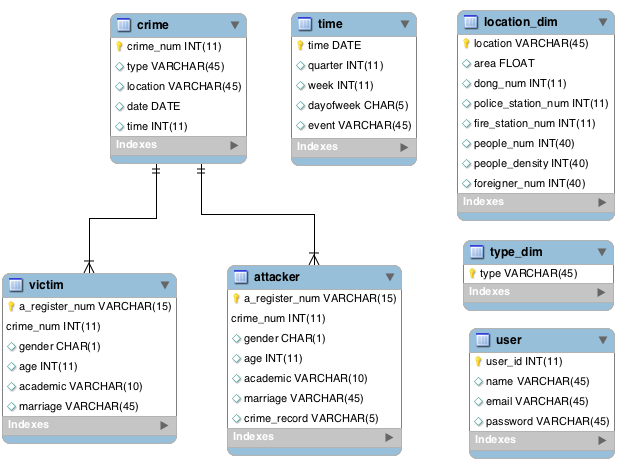 crime
crime_num INT(11)
type VARCHAR(45)
location VARCHAR(45)
date DATE
time INT(11)
Indexes
time
time DATE
quarter INT(11)
week INT(11)
dayofweek CHAR(5)
event VARCHAR(45)
Indexes
location_dim
location VARCHAR(45)
area FLOAT
dong_num INT(11)
police_station_num INT(11)
fire_station_num INT(11)
people_num INT(40)
people_density INT(40)
foreigner_num INT(40)
Indexes
victim
a_register_num VARCHAR(15)
crime_num INT(11)
gender CHAR(1)
age INT(11)
academic VARCHAR(10)
marriage VARCHAR(45)
Indexes
attacker
a_register_num VARCHAR(15)
crime_num INT(11)
gender CHAR(1)
age INT(11)
academic VARCHAR(10)
marriage VARCHAR(45)
crime_record VARCHAR(5)
Indexes
type_dim
type VARCHAR(45)
Indexes
user
user_id INT(11)
name VARCHAR(45)
email VARCHAR(45)
password VARCHAR(45)
Indexes